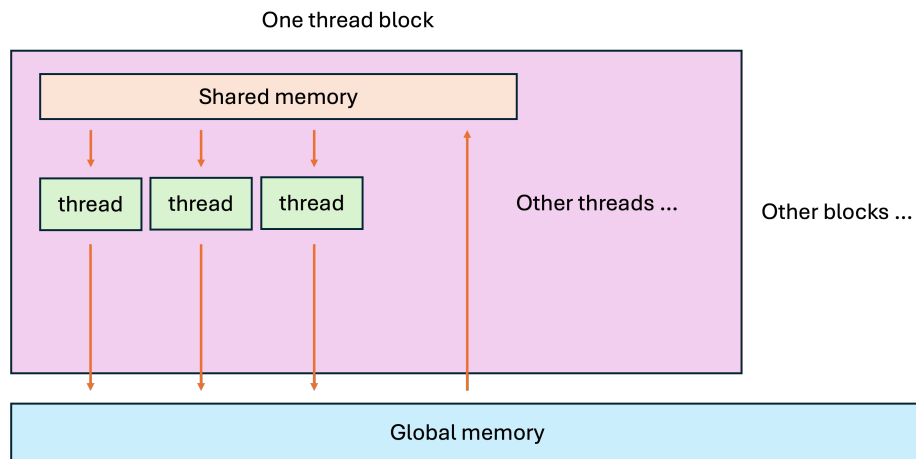 One thread block
Shared memory
thread
thread
thread
Other threads ...
Other blocks ...
Global memory